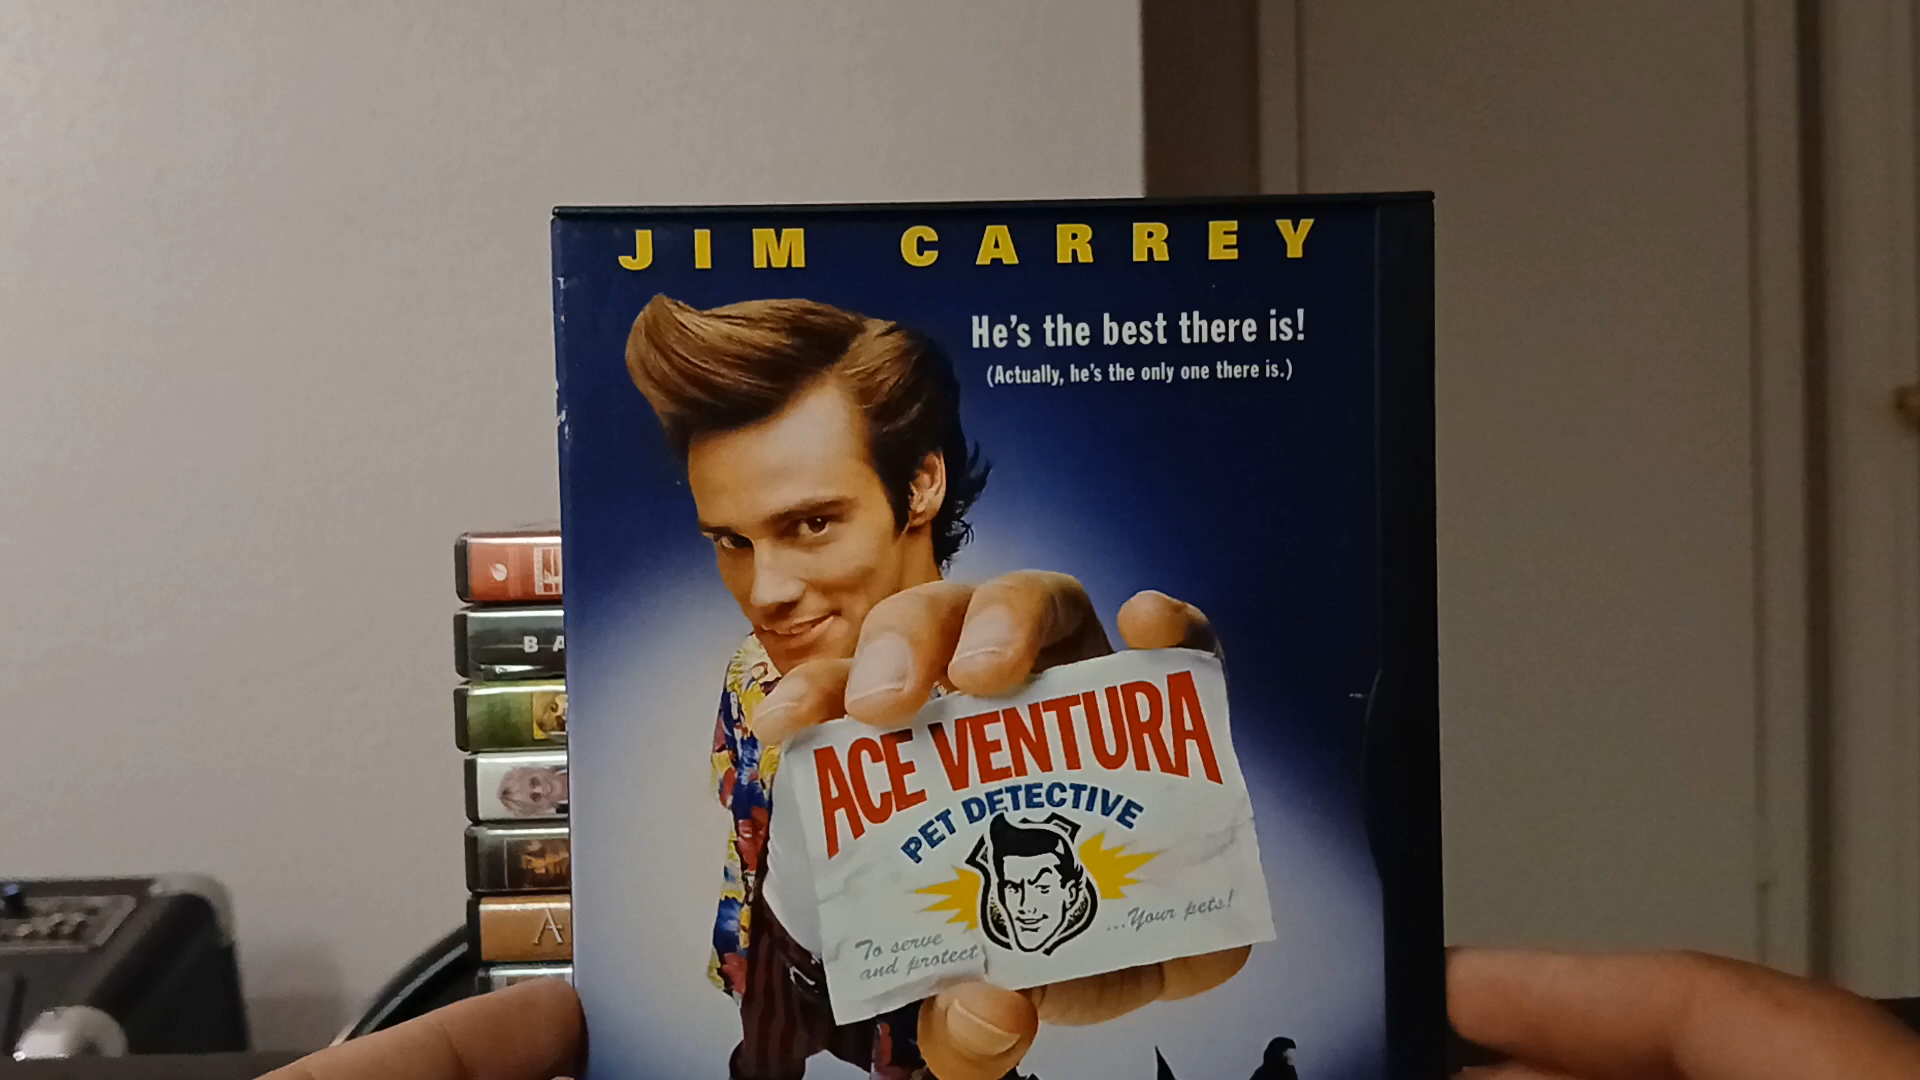 JIM CARREY
He's the best there is!
(Actually, he's the only one there is.)
ACE VENTURA
PET DETECTIVE
To serve
and protect
...Your pets!